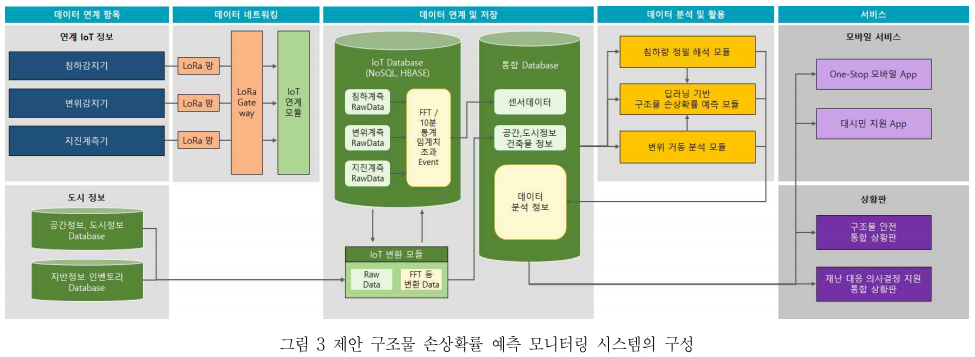 데이터 연계 항목
데이터 네트워킹
데이터 연계 및 저장
데이터 분석 및 활용
서비스
연계 IoT 정보
침하감지기
변위감지기
지진계측기
LoRa 망
LoRa 망
LoRa 망
LoRa
Gate
way
IoT
연계
모듈
도시 정보
공간정보, 도시정보
Database
지반정보 인벤토리
Database
IoT Database
(NoSQL, HBASE)
침하계측
RawData
변위계측
RawData
지진계측
RawData
FFT /
10분
통계
임계치
초과
Event
IoT 변환 모듈
Raw
Data
FFT 등
변환 Data
통합 Database
센서데이터
공간,도시정보
건축물 정보
데이터
분석 정보
침하량 정밀 해석 모듈
딥러닝 기반
구조물 손상확률 예측 모듈
변위 거동 분석 모듈
모바일 서비스
One-Stop 모바일 App
대시민 지원 App
상황판
구조물 안전
통합 상황판
재난 대응 의사결정 지원
통합 상황판
그림 3 제안 구조물 손상확률 예측 모니터링 시스템의 구성